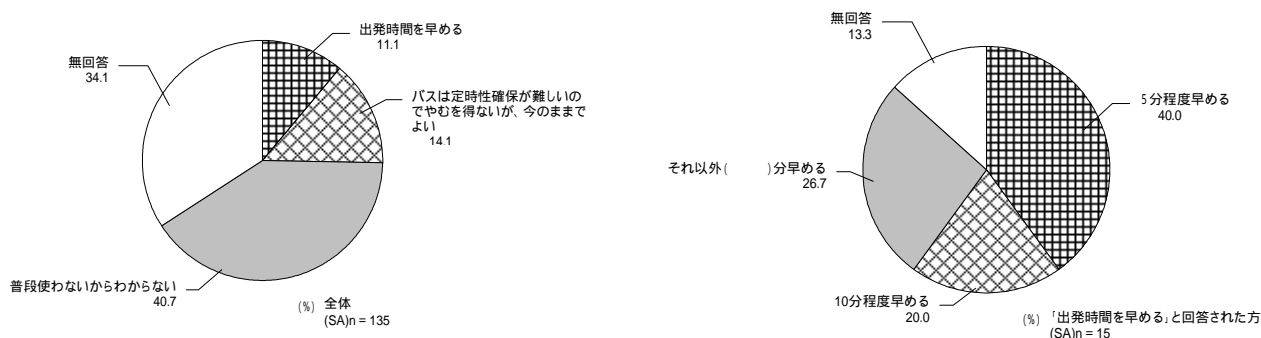 出発時間を早める
11.1
バスは定時性確保が難しいの
でやむを得ないが、今のままで
よい
14.1
普段使わないからわからない
40.7
無回答
34.1
(%) 全体
(SA)n = 135
5分程度早める
40.0
10分程度早める
20.0
それ以外(　　　)分早める
26.7
無回答
13.3
(%) 「出発時間を早める」と回答された方
(SA)n = 15